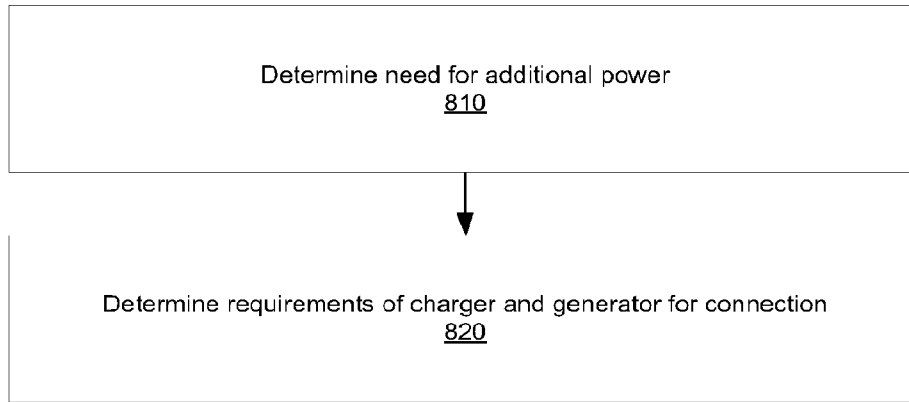 Determine need for additional power
810
Determine requirements of charger and generator for connection
820